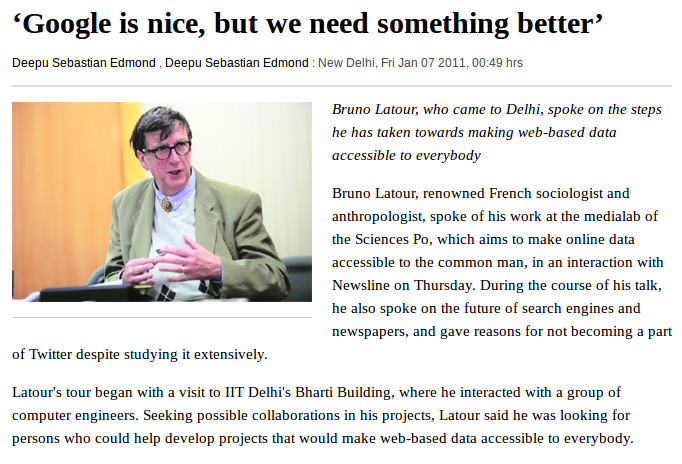 ‘Google is nice, but we need something better’
Deepu Sebastian Edmond , Deepu Sebastian Edmond : New Delhi, Fri Jan 07 2011, 00:49 hrs
Bruno Latour, who came to Delhi, spoke on the steps
he has taken towards making web-based data
accessible to everybody
Bruno Latour, renowned French sociologist and
anthropologist, spoke of his work at the medialab of
the Sciences Po, which aims to make online data
accessible to the common man, in an interaction with
Newsline on Thursday. During the course of his talk,
he also spoke on the future of search engines and
newspapers, and gave reasons for not becoming a part
of Twitter despite studying it extensively.
Latour's tour began with a visit to IIT Delhi's Bharti Building, where he interacted with a group of
computer engineers. Seeking possible collaborations in his projects, Latour said he was looking for
persons who could help develop projects that would make web-based data accessible to everybody.